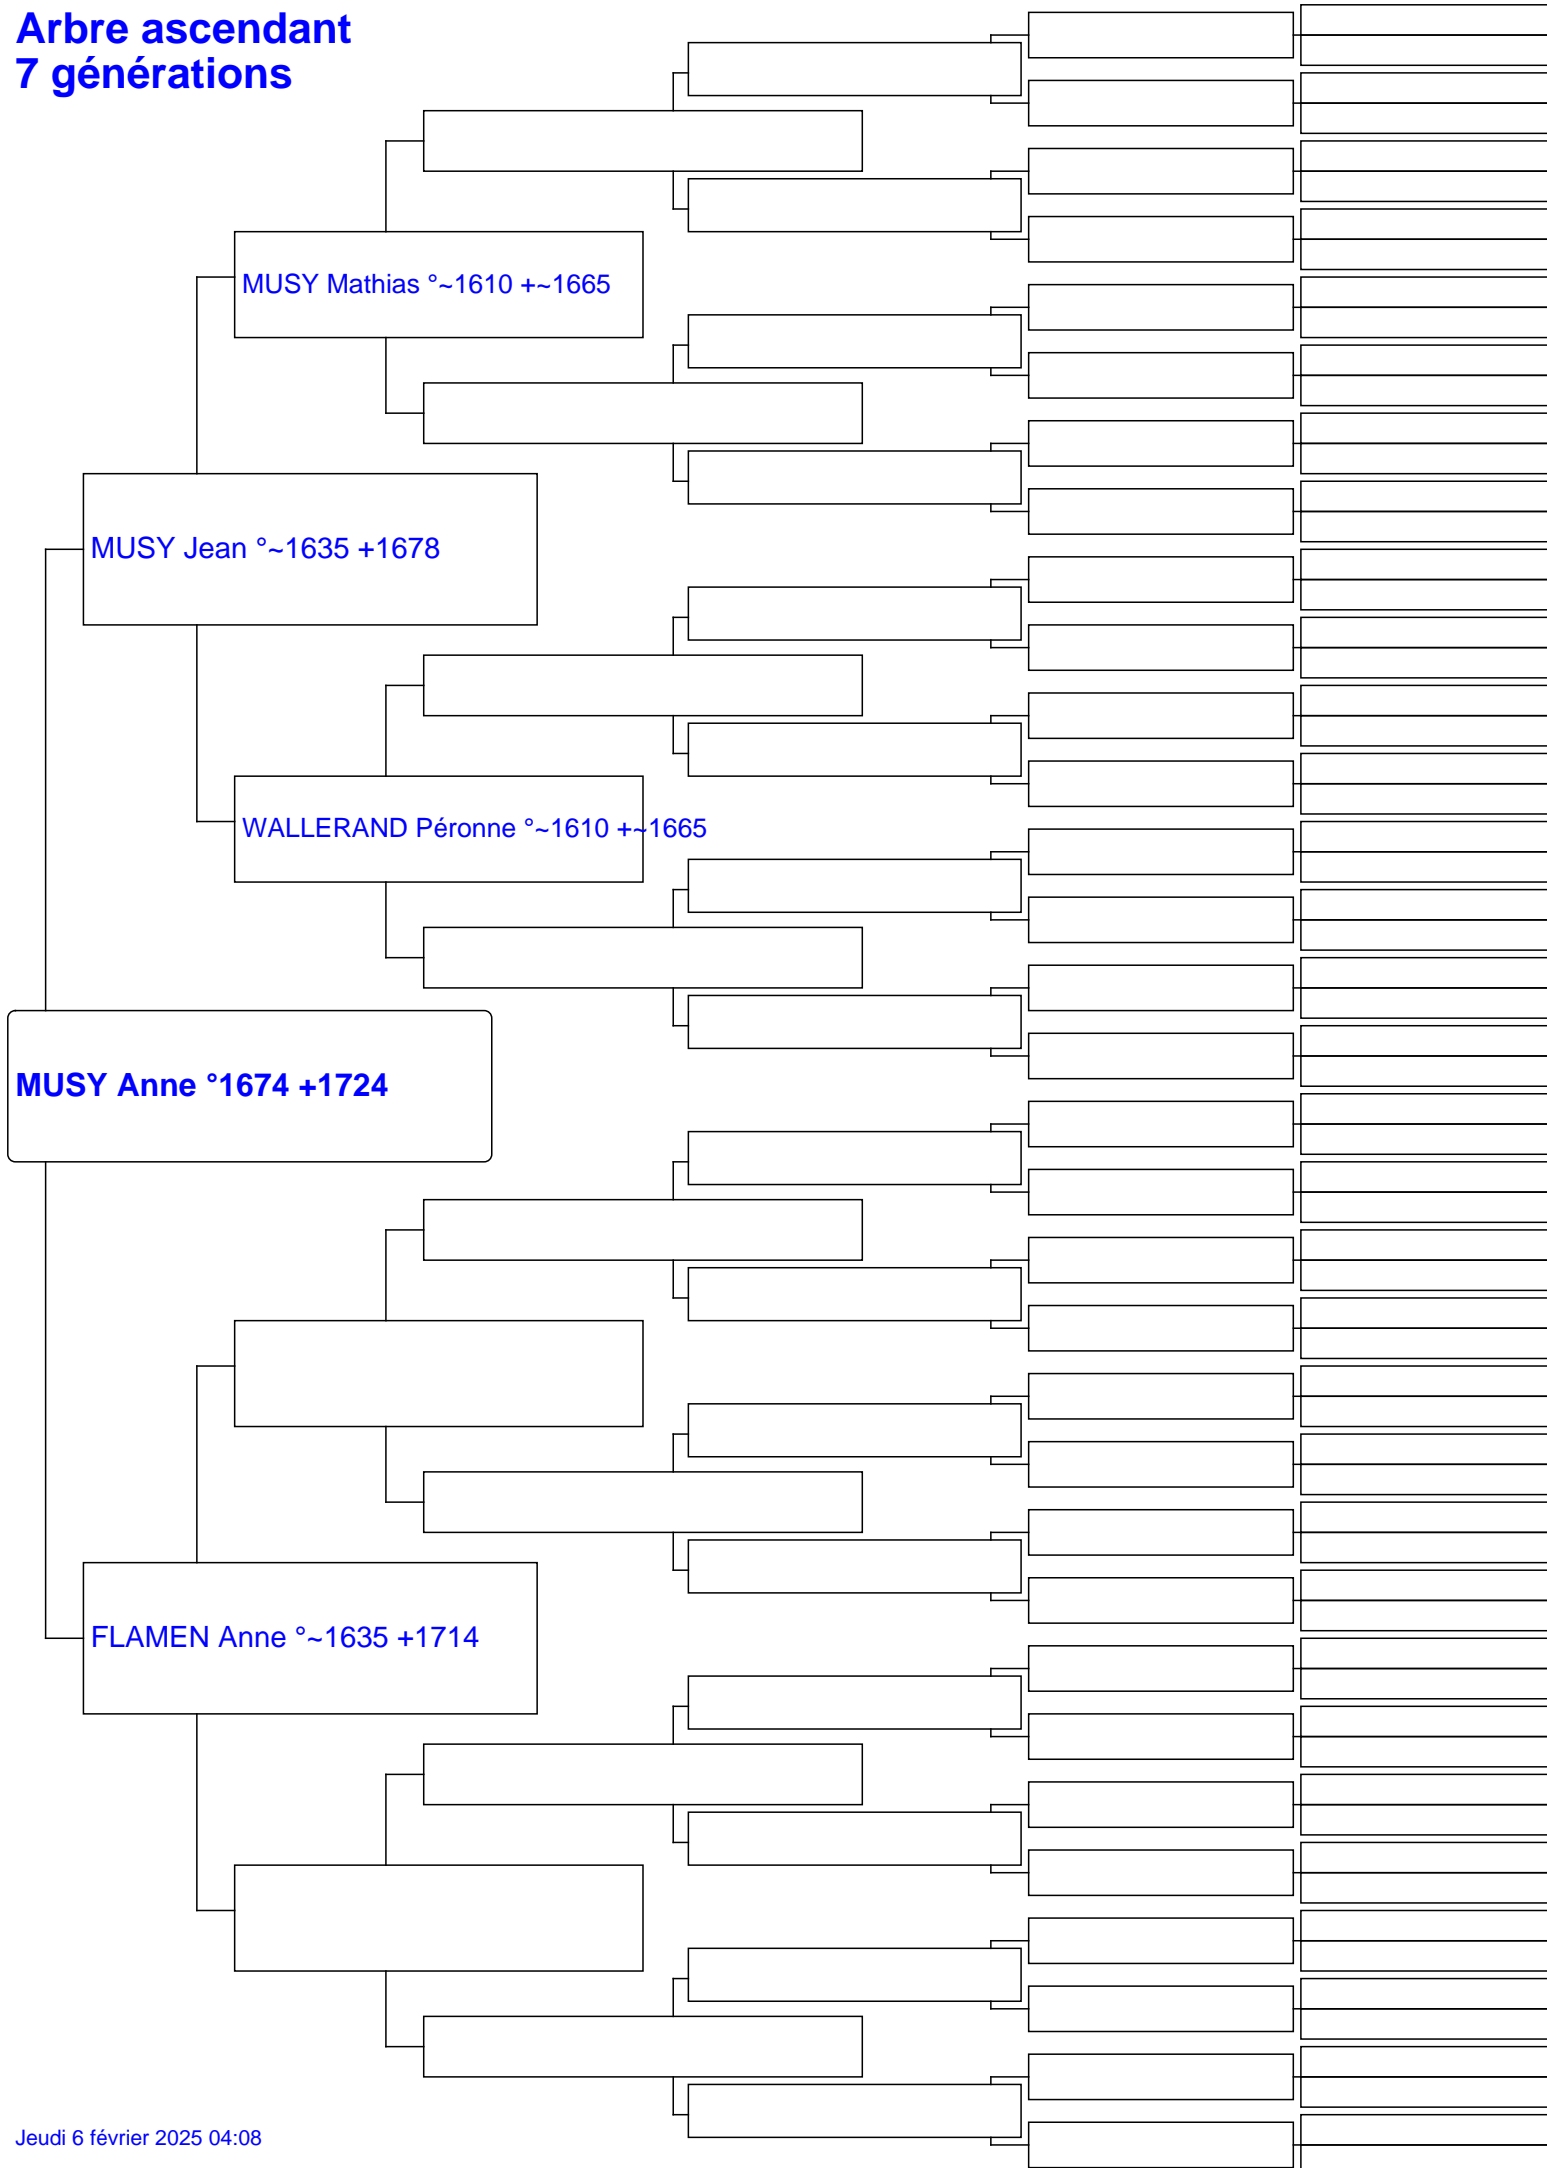 Arbre ascendant
7 générations
MUSY Mathias °~1610 +~1665
MUSY Jean °~1635 +1678
WALLERAND Péronne °~1610 +~1665
MUSY Anne °1674 +1724
FLAMEN Anne °~1635 +1714
Jeudi 6 février 2025 04:08